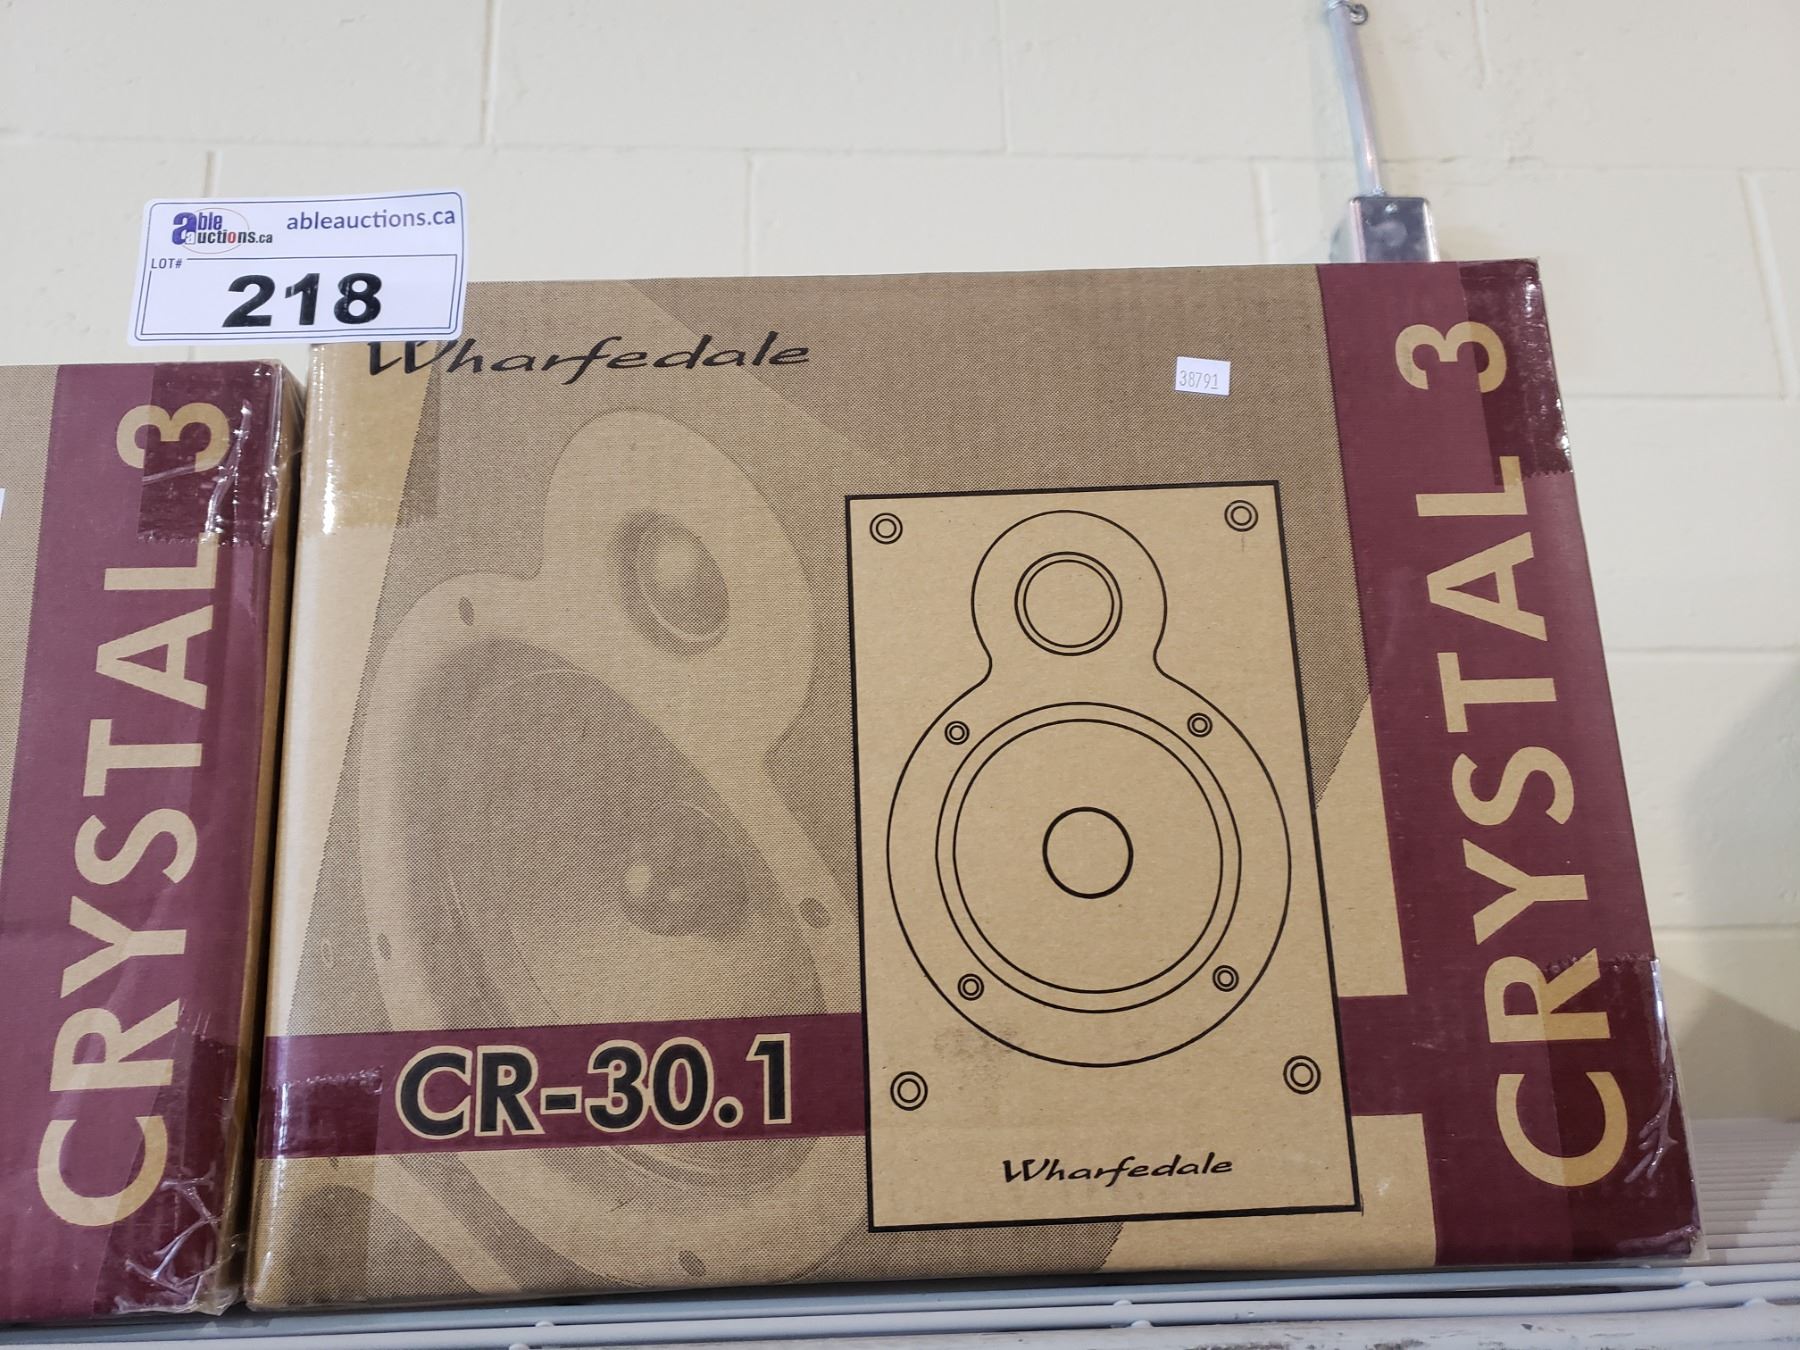 able
auctions.ca
ableauctions.ca
LOT#
218
Wharfedale
38791
CRYSTAL 3
CRYSTAL 3
CR-30.1
Wharfedale